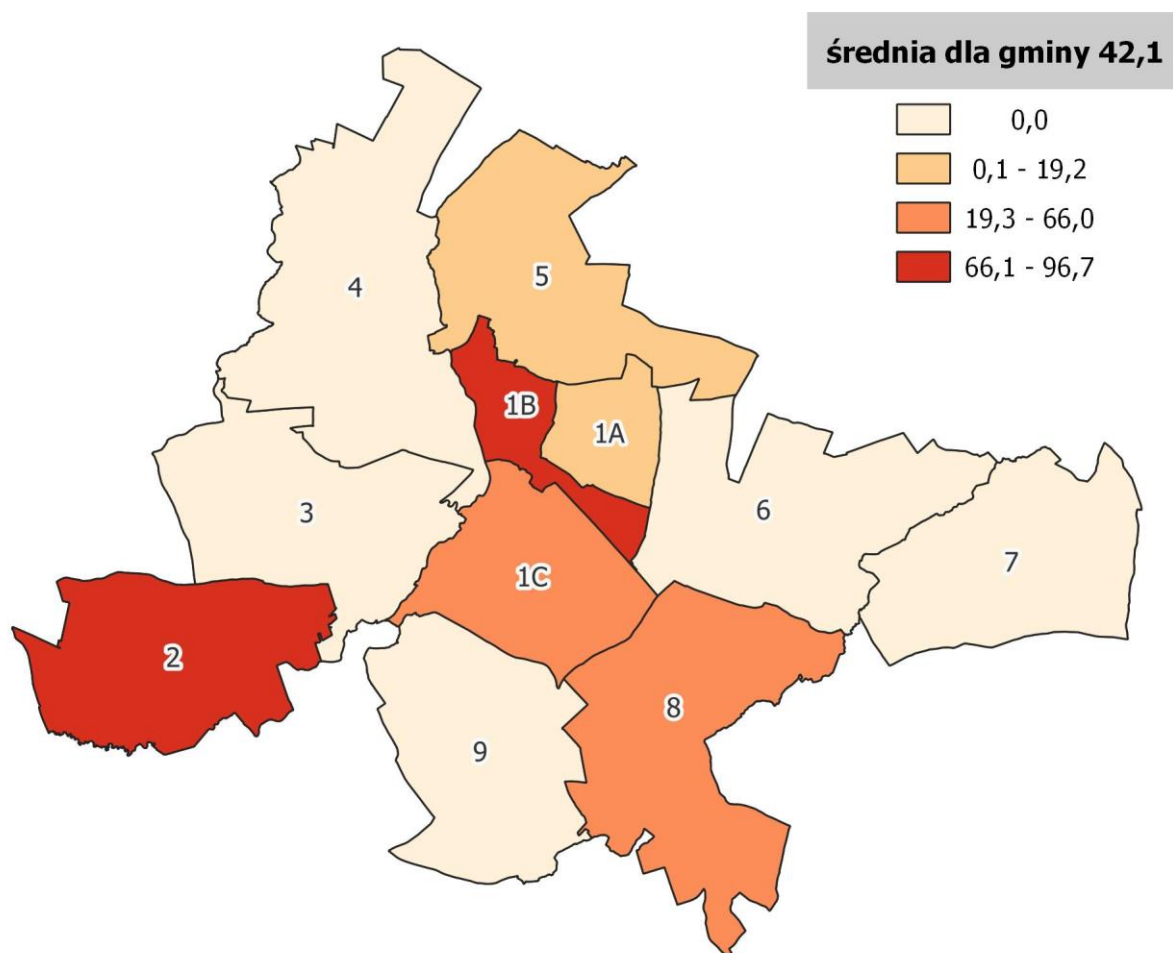 średnia dla gminy 42,1
0,0
0,1 - 19,2
19,3 - 66,0
66,1 - 96,7
4
5
1B
1A
3
6
7
1C
2
8
9